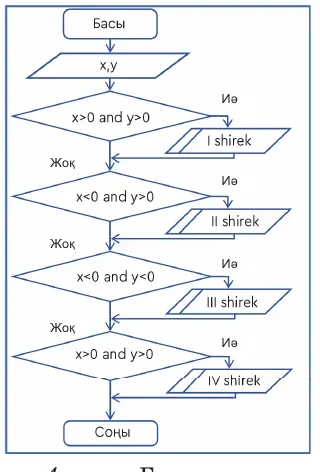 Басы
x,y
x>0 and y>0
Иә
I shirek
Жоқ
x<0 and y>0
Иә
II shirek
Жоқ
x<0 and y<0
Иә
III shirek
Жоқ
x>0 and y>0
Иә
IV shirek
Соңы